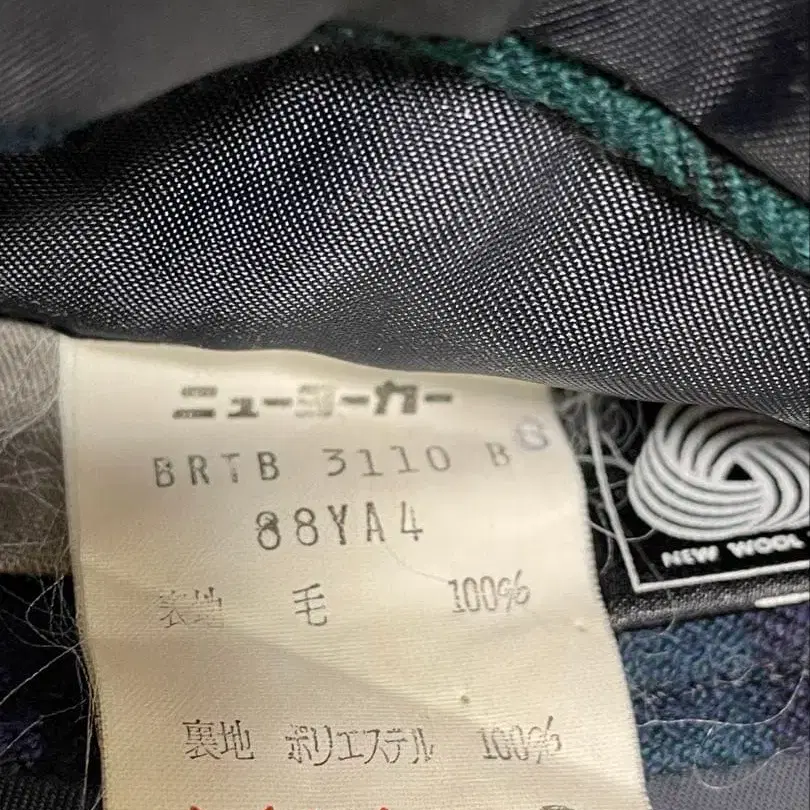 ニューヨーカー
BRTB 3110 B8
88YA4
表地 毛 100%
裏地 ポリエステル 100%
NEW WOOL